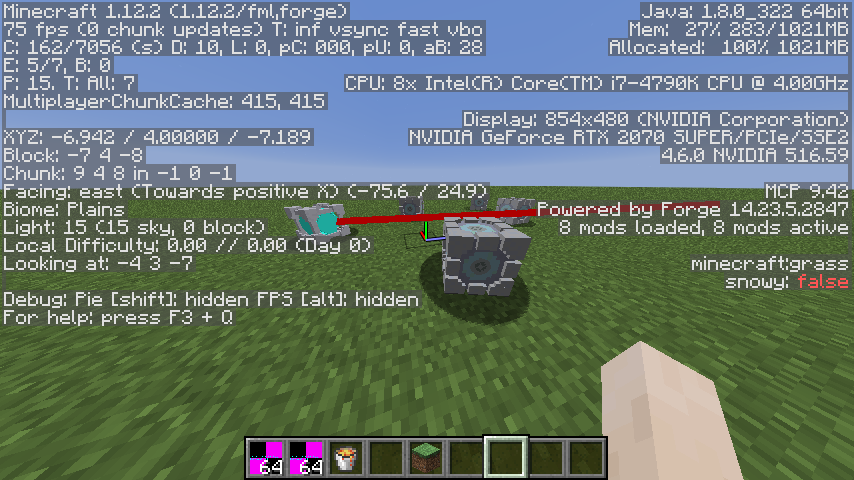 Minecraft 1.12.2 (1.12.2/fml,forge)
75 fps (0 chunk updates) T: inf vsync fast vbo
C: 162/7056 (s) D: 10, L: 0, pC: 000, pU: 0, aB: 28
E: 5/7, B: 0
P: 15. T: All: 7
MultiplayerChunkCache: 415, 415
XYZ: -6.942 / 4.00000 / -7.189
Block: -7 4 -8
Chunk: 9 4 8 in -1 0 -1
Facing: east (Towards positive X) (-75.6 / 24.9)
Biome: Plains
Light: 15 (15 sky, 0 block)
Local Difficulty: 0.00 // 0.00 (Day 0)
Looking at: -4 3 -7
Debug: Pie [shift]: hidden FPS [alt]: hidden
For help: press F3 + Q
Java: 1.8.0_322 64bit
Mem: 27% 283/1021MB
Allocated: 100% 1021MB
CPU: 8x Intel(R) Core(TM) i7-4790K CPU @ 4.00GHz
Display: 854x480 (NVIDIA Corporation)
NVIDIA GeForce RTX 2070 SUPER/PCIe/SSE2
4.6.0 NVIDIA 516.59
MCP 9.42
Powered by Forge 14.23.5.2847
8 mods loaded, 8 mods active
minecraft:grass
snowy: false
64
64